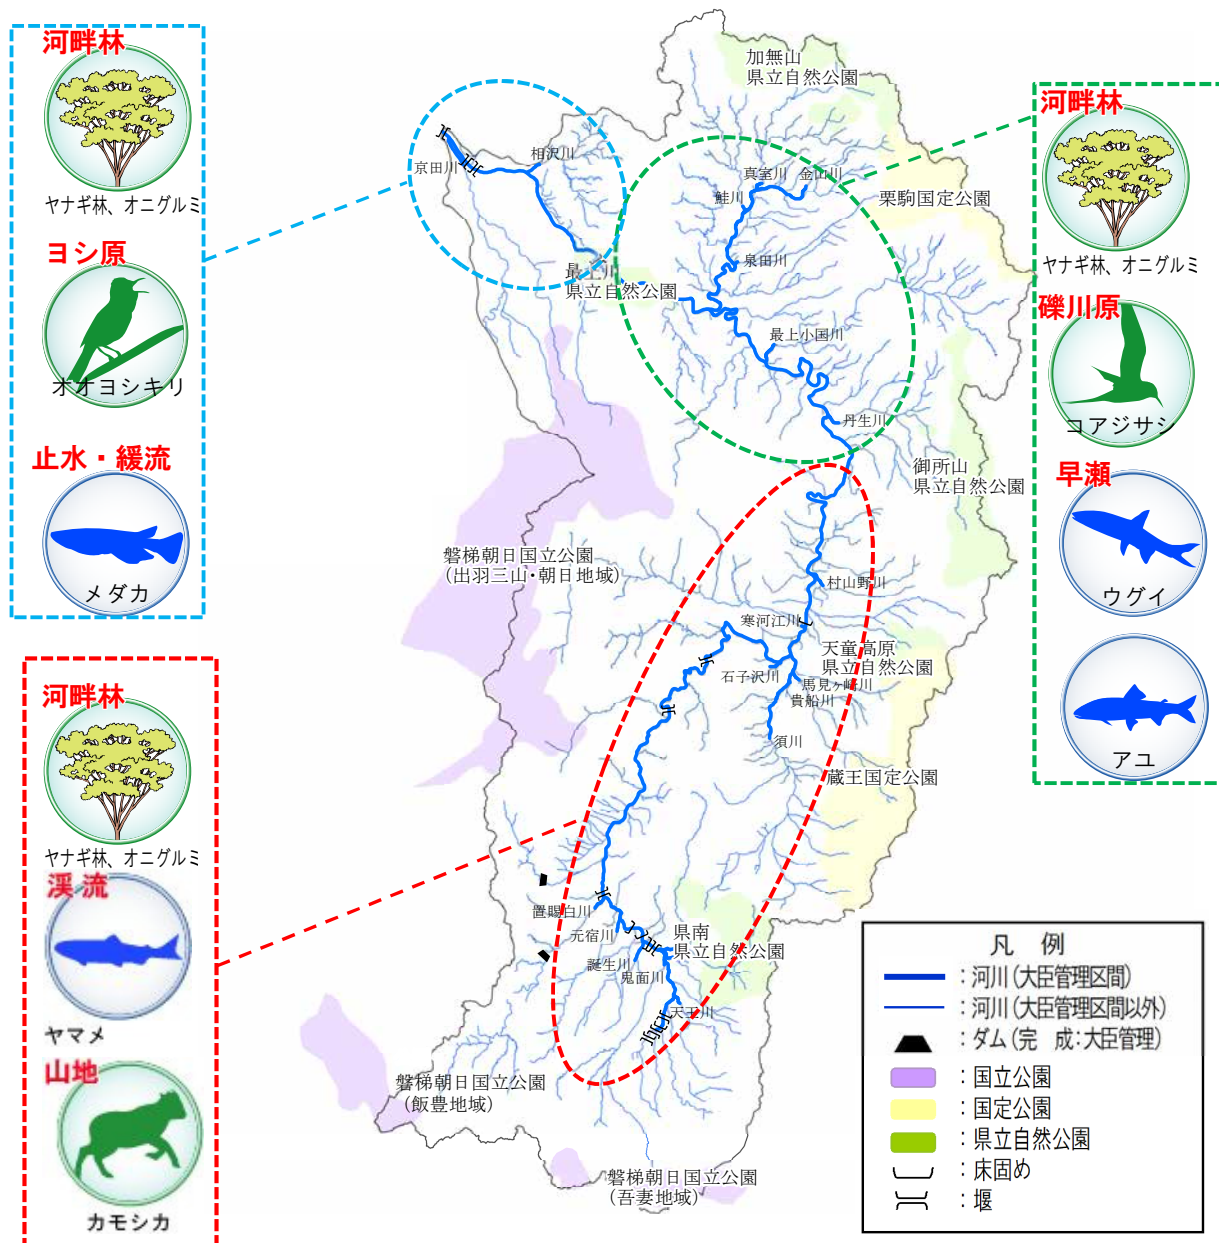 河畔林
ヤナギ林、オニグルミ
ヨシ原
オオヨシキリ
止水・緩流
メダカ
河畔林
ヤナギ林、オニグルミ
渓流
ヤマメ
山地
カモシカ
加無山
県立自然公園
相沢川
京田川
真室川
金山川
鮭川
栗駒国定公園
泉田川
最上川
県立自然公園
最上小国川
丹生川
御所山
県立自然公園
磐梯朝日国立公園
(出羽三山・朝日地域)
村山野川
寒河江川
天童高原
県立自然公園
石子沢川
馬見ヶ崎川
貴船川
須川
蔵王国定公園
置賜白川
元宿川
県南
県立自然公園
誕生川
鬼面川
天王川
磐梯朝日国立公園
(飯豊地域)
磐梯朝日国立公園
(吾妻地域)
河畔林
ヤナギ林、オニグルミ
礫川原
コアジサシ
早瀬
ウグイ
アユ
凡 例
：河川(大臣管理区間)
：河川(大臣管理区間以外)
：ダム(完 成：大臣管理)
：国立公園
：国定公園
：県立自然公園
：床固め
：堰